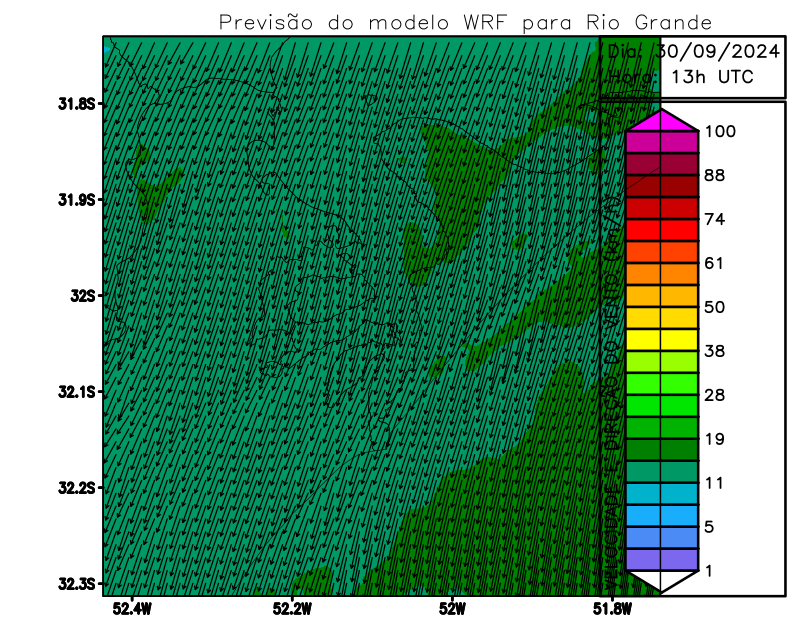 Previsão do modelo WRF para Rio Grande
Dia: 30/09/2024
Hora: 13h UTC
31.8S
31.9S
32S
32.1S
32.2S
32.3S
52.4W
52.2W
52W
51.8W
VELOCIDADE E DIREÇÃO DO VENTO (km/h)
100
88
74
61
50
38
28
19
11
5
1